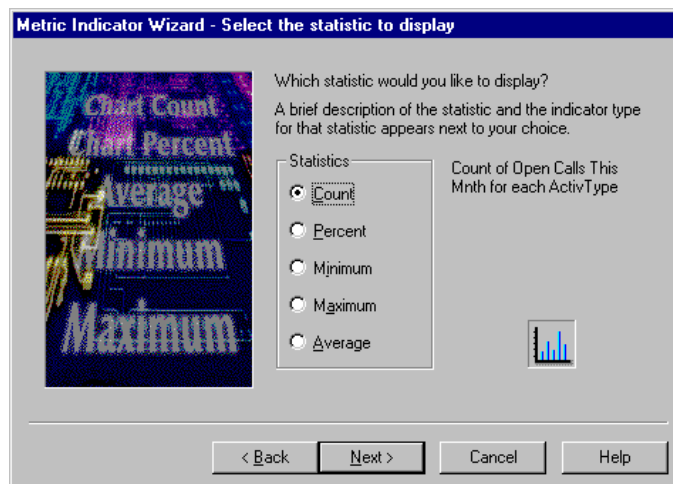 Metric Indicator Wizard - Select the statistic to display
Chart Count
Chart Percent
Average
Minimum
Maximum
Which statistic would you like to display?
A brief description of the statistic and the indicator type
for that statistic appears next to your choice.
Statistics
Count
Percent
Minimum
Maximum
Average
Count of Open Calls This
Mnth for each ActivType
< Back
Next >
Cancel
Help